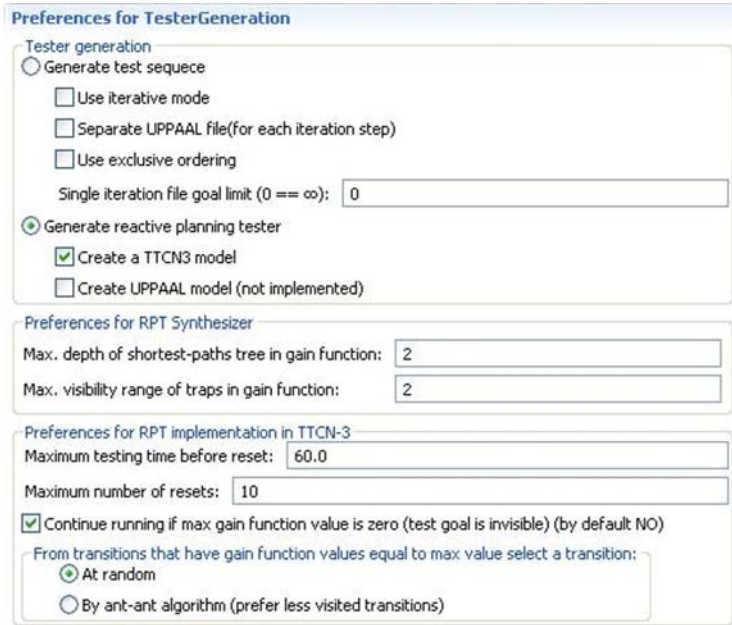 Preferences for TesterGeneration
Tester generation
Generate test sequece
Use iterative mode
Separate UPPAAL file(for each iteration step)
Use exclusive ordering
Single iteration file goal limit (0 == ∞): 0
Generate reactive planning tester
Create a TTCN3 model
Create UPPAAL model (not implemented)
Preferences for RPT Synthesizer
Max. depth of shortest-paths tree in gain function: 2
Max. visibility range of traps in gain function: 2
Preferences for RPT implementation in TTCN-3
Maximum testing time before reset: 60.0
Maximum number of resets: 10
Continue running if max gain function value is zero (test goal is invisible) (by default NO)
From transitions that have gain function values equal to max value select a transition:
At random
By ant-ant algorithm (prefer less visited transitions)